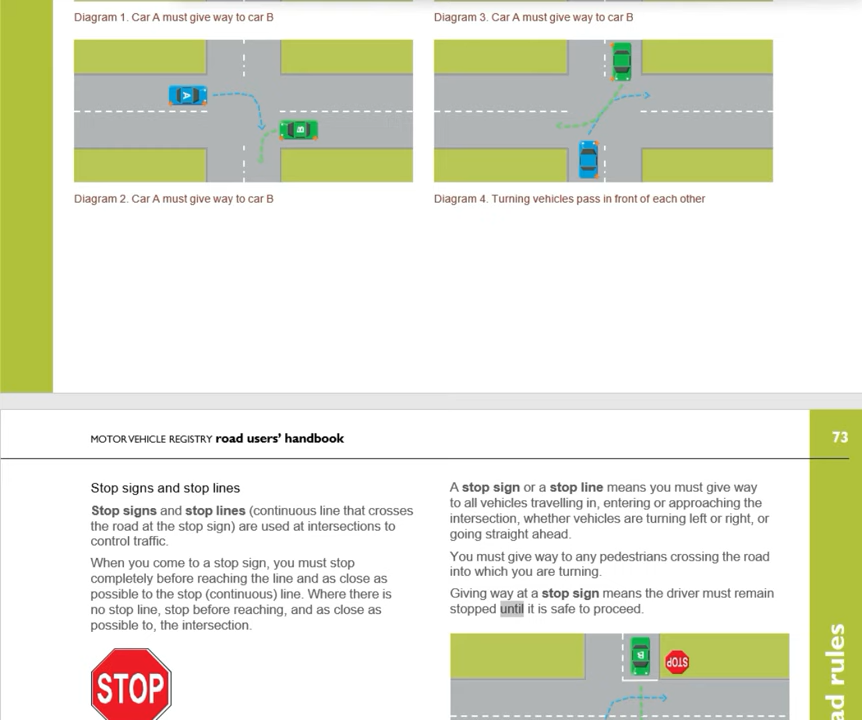 Diagram 1. Car A must give way to car B
Diagram 3. Car A must give way to car B
A
B
Diagram 2. Car A must give way to car B
Diagram 4. Turning vehicles pass in front of each other
MOTOR VEHICLE REGISTRY road users' handbook
73
Stop signs and stop lines
Stop signs and stop lines (continuous line that crosses
the road at the stop sign) are used at intersections to
control traffic.
When you come to a stop sign, you must stop
completely before reaching the line and as close as
possible to the stop (continuous) line. Where there is
no stop line, stop before reaching, and as close as
possible to, the intersection.
STOP
A stop sign or a stop line means you must give way
to all vehicles travelling in, entering or approaching the
intersection, whether vehicles are turning left or right, or
going straight ahead.
You must give way to any pedestrians crossing the road
into which you are turning.
Giving way at a stop sign means the driver must remain
stopped until it is safe to proceed.
B
STOP
ad rules